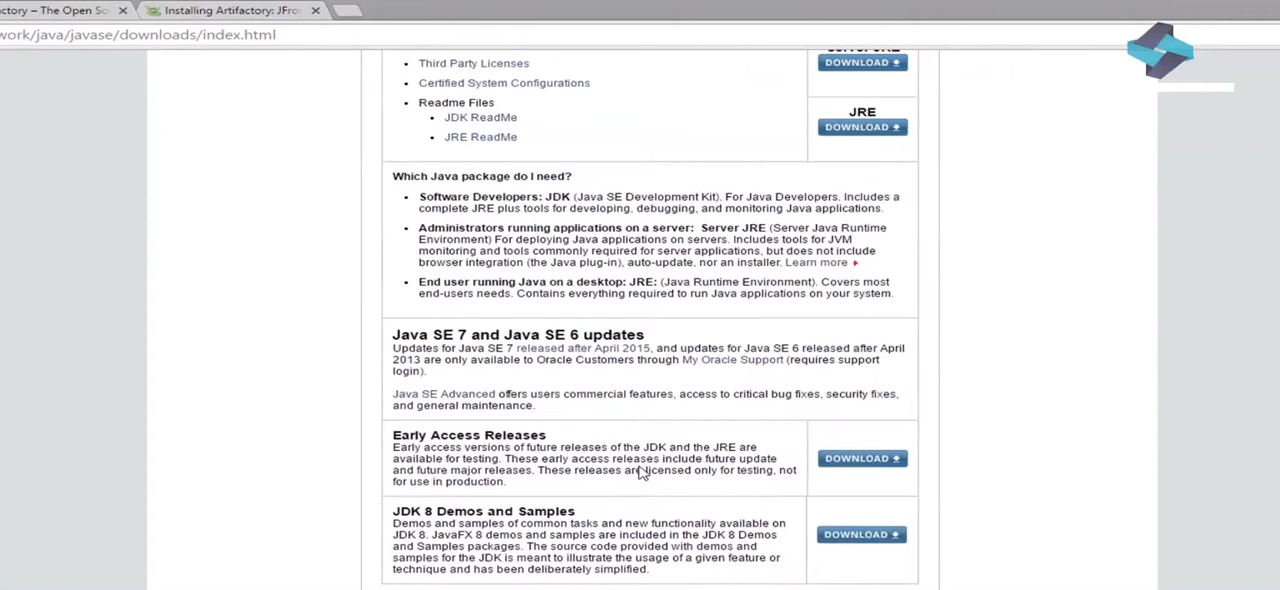 ctory – The Open So
Installing Artifactory: JFro
work/java/javase/downloads/index.html
Third Party Licenses
DOWNLOAD
Certified System Configurations
Readme Files
JDK ReadMe
JRE ReadMe
JRE
DOWNLOAD
Which Java package do I need?
Software Developers: JDK (Java SE Development Kit). For Java Developers. Includes a
complete JRE plus tools for developing, debugging, and monitoring Java applications.
Administrators running applications on a server: Server JRE (Server Java Runtime
Environment) For deploying Java applications on servers. Includes tools for JVM
monitoring and tools commonly required for server applications, but does not include
browser integration (the Java plug-in), auto-update, nor an installer. Learn more
End user running Java on a desktop: JRE: (Java Runtime Environment). Covers most
end-users needs. Contains everything required to run Java applications on your system.
Java SE 7 and Java SE 6 updates
Updates for Java SE 7 released after April 2015, and updates for Java SE 6 released after April
2013 are only available to Oracle Customers through My Oracle Support (requires support
login).
Java SE Advanced offers users commercial features, access to critical bug fixes, security fixes,
and general maintenance.
Early Access Releases
Early access versions of future releases of the JDK and the JRE are
available for testing. These early access releases include future update
and future major releases. These releases are licensed only for testing, not
for use in production.
DOWNLOAD
JDK 8 Demos and Samples
Demos and samples of common tasks and new functionality available on
JDK 8. JavaFX 8 demos and samples are included in the JDK 8 Demos
and Samples packages. The source code provided with demos and
samples for the JDK is meant to illustrate the usage of a given feature or
technique and has been deliberately simplified.
DOWNLOAD